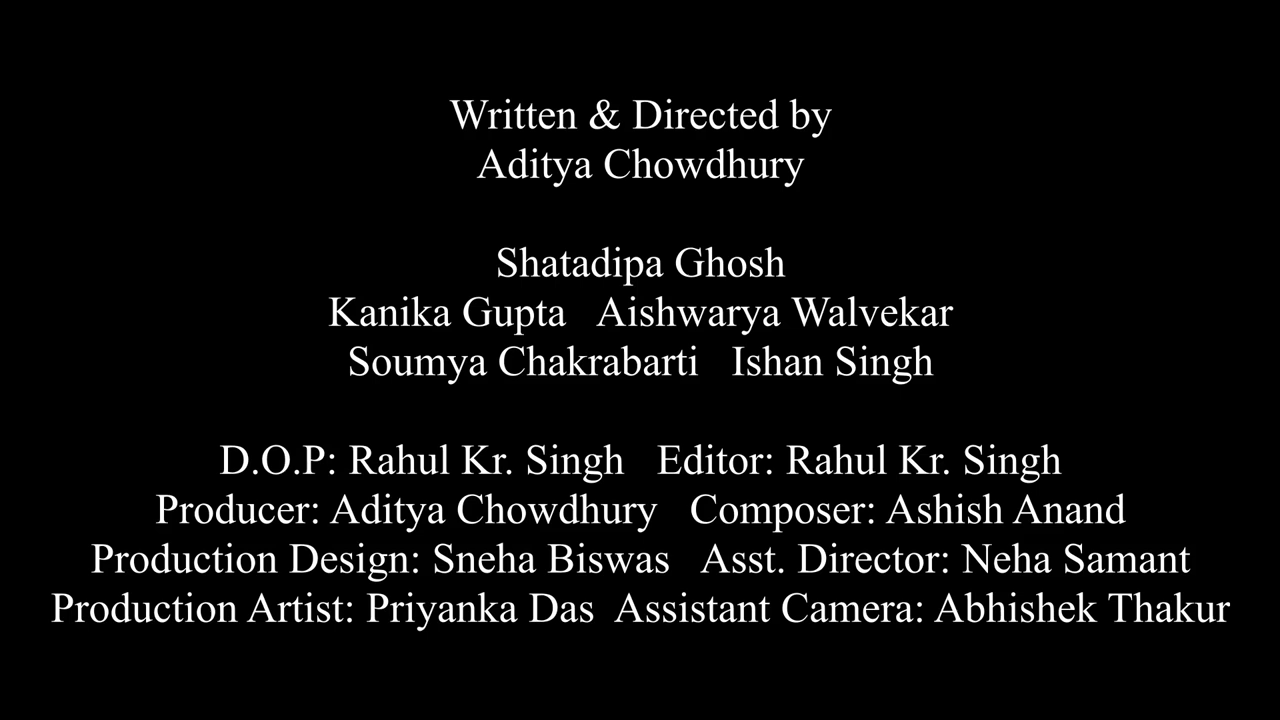 Written & Directed by
Aditya Chowdhury
Shatadipa Ghosh
Kanika Gupta   Aishwarya Walvekar
Soumya Chakrabarti   Ishan Singh
D.O.P: Rahul Kr. Singh   Editor: Rahul Kr. Singh
Producer: Aditya Chowdhury   Composer: Ashish Anand
Production Design: Sneha Biswas   Asst. Director: Neha Samant
Production Artist: Priyanka Das  Assistant Camera: Abhishek Thakur